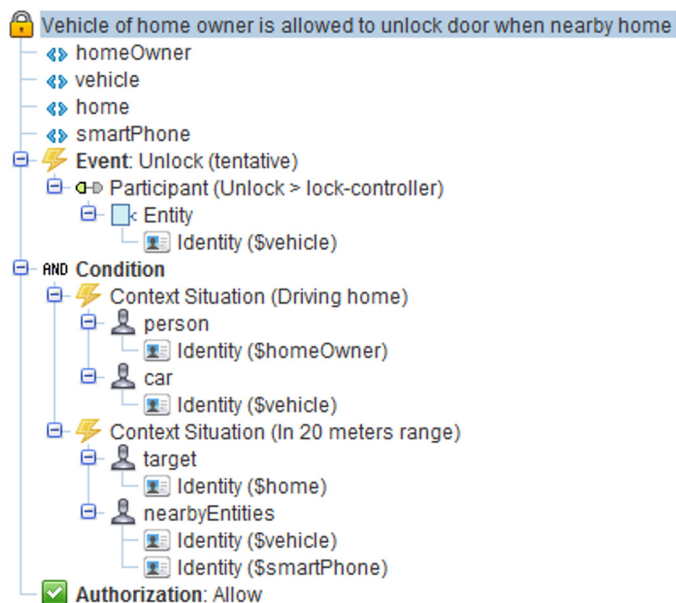 Vehicle of home owner is allowed to unlock door when nearby home
homeOwner
vehicle
home
smartPhone
Event: Unlock (tentative)
Participant (Unlock > lock-controller)
Entity
Identity ($vehicle)
AND Condition
Context Situation (Driving home)
person
Identity ($homeOwner)
car
Identity ($vehicle)
Context Situation (In 20 meters range)
target
Identity ($home)
nearbyEntities
Identity ($vehicle)
Identity ($smartPhone)
Authorization: Allow